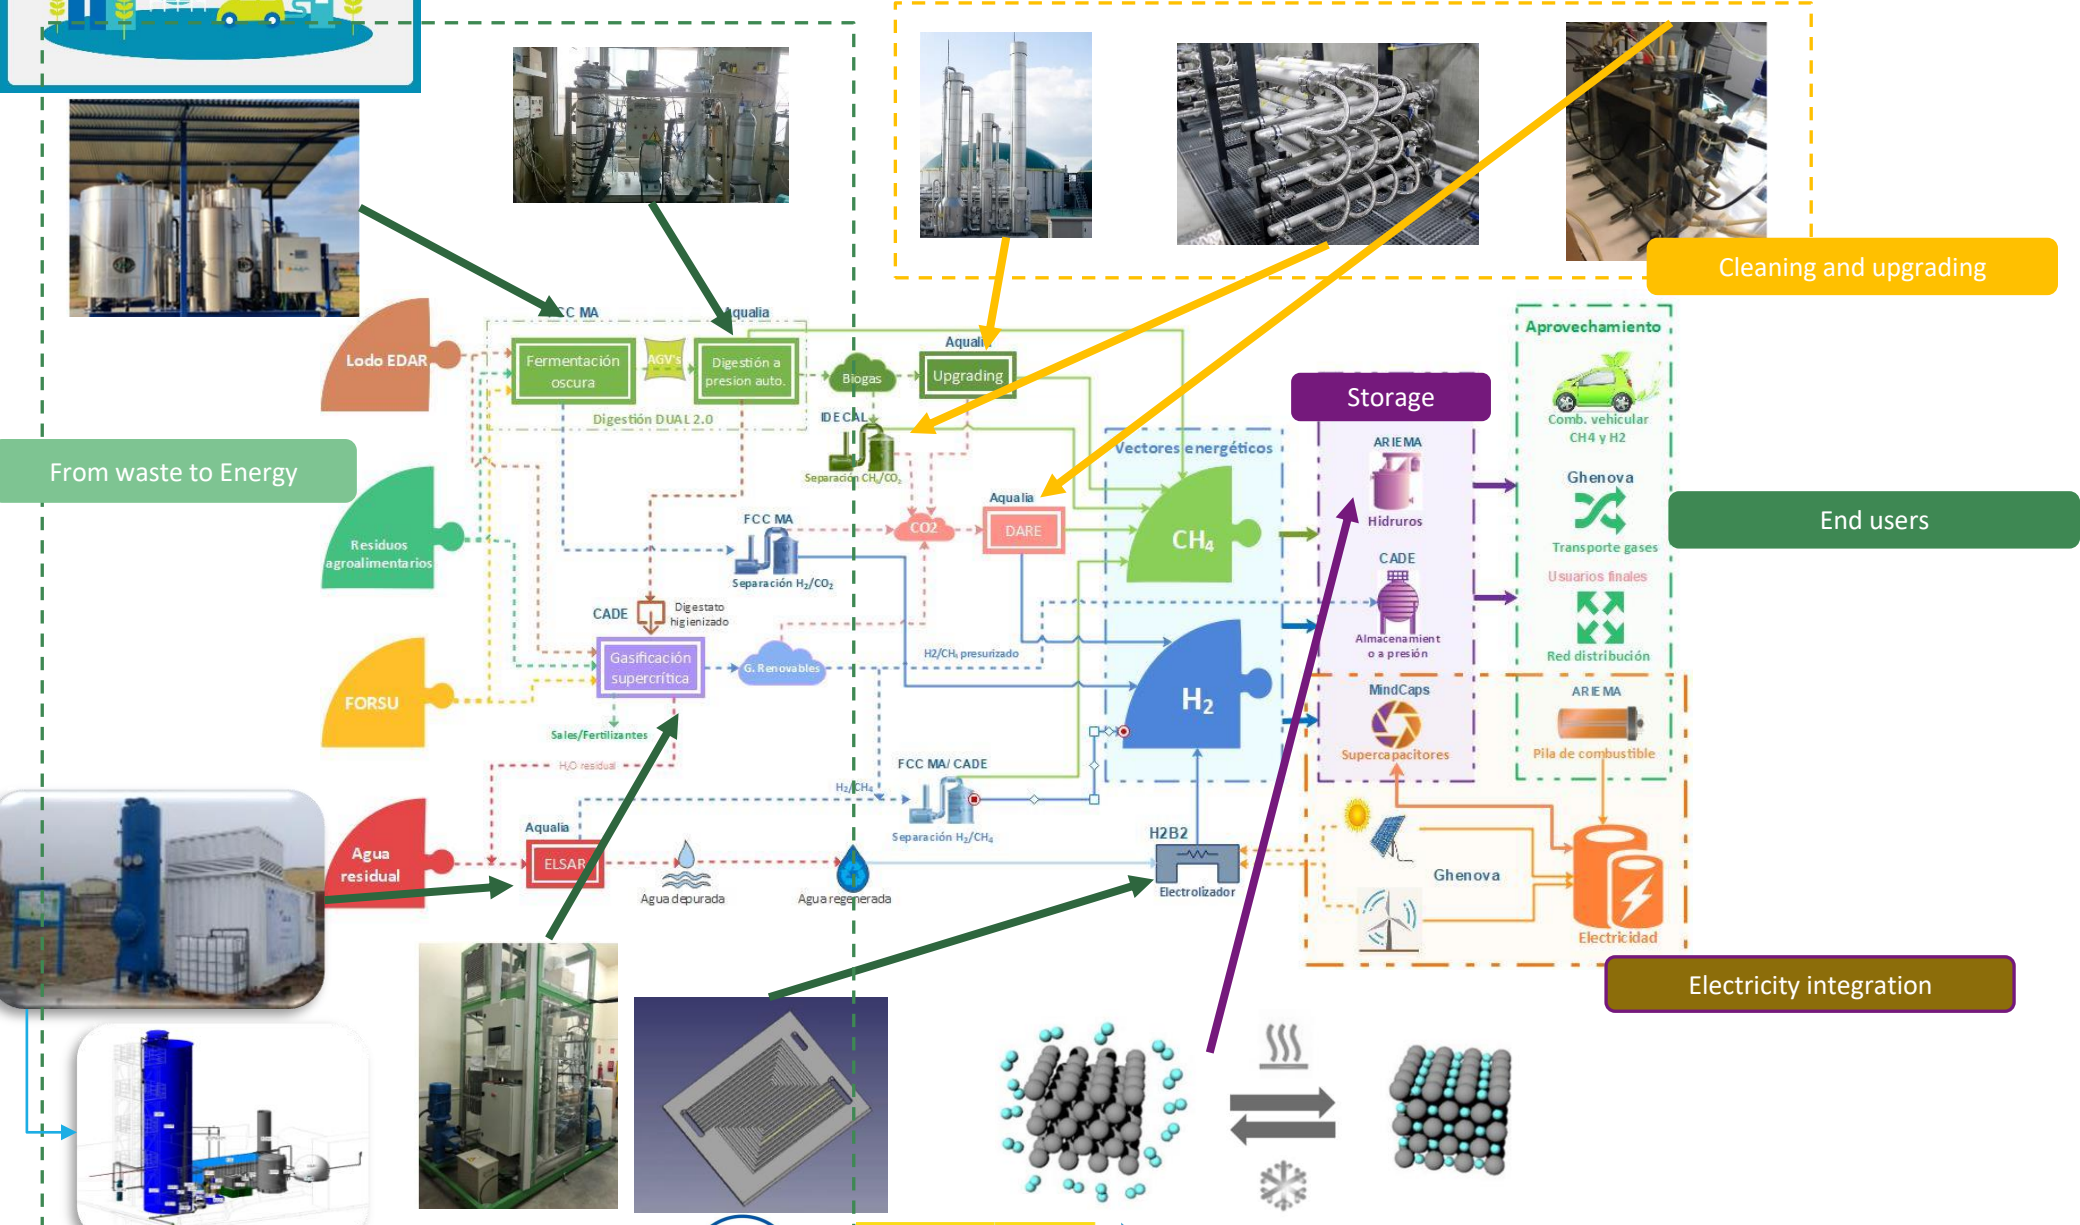 Cleaning and upgrading
FCC MA
Aqualia
Lodo EDAR
Fermentación
oscura
AGV's
Digestión a
presion auto.
Digestión DUAL 2.0
Biogas
Aqualia
Upgrading
IDECAL
Separación CH₄/CO₂
Storage
Aprovechamiento
Comb. vehicular
CH4 y H2
From waste to Energy
Vectores energéticos
ARIEMA
Hidruros
Ghenova
Transporte gases
End users
Residuos
agroalimentarios
FCC MA
Separación H₂/CO₂
CO2
Aqualia
DARE
CH₄
CADE
Almacenamient
o a presión
Usuarios finales
Red distribución
CADE
Digestato
higienizado
Gasificación
supercrítica
G. Renovables
H2/CH₄ presurizado
FORSU
Sales/Fertilizantes
H₂
MindCaps
Supercapacitores
ARIEMA
Pila de combustible
H₂O residual
H₂/CH₄
FCC MA/ CADE
Separación H₂/CH₄
Agua
residual
Aqualia
ELSAR
Agua depurada
Agua regenerada
H2B2
Electrolizador
Ghenova
Electricidad
Electricity integration